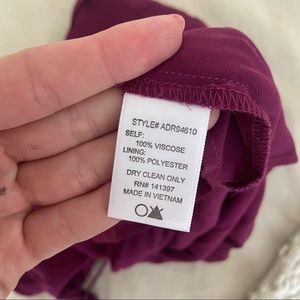 STYLE# ADR94610
SELF:
100% VISCOSE
LINING:
100% POLYESTER
DRY CLEAN ONLY
RN# 141397
MADE IN VIETNAM